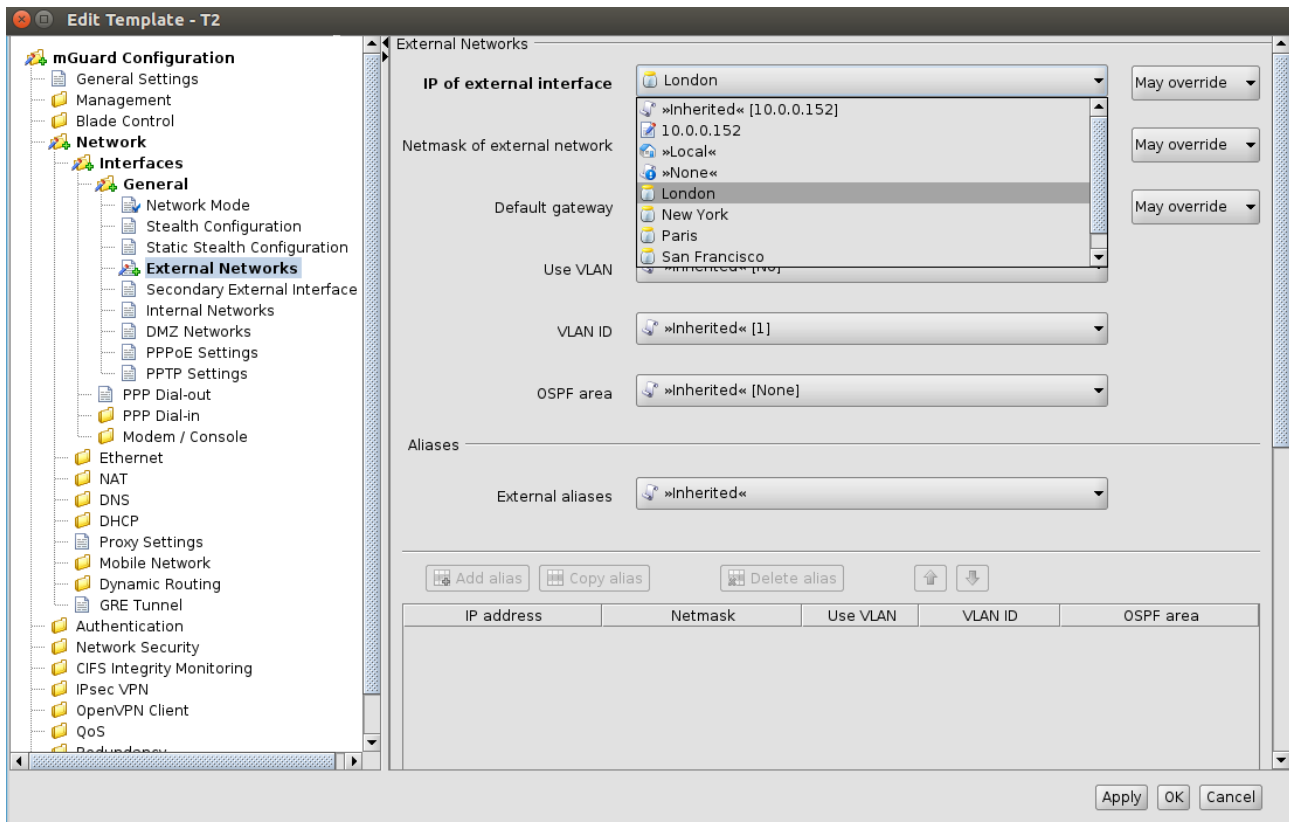 Edit Template - T2
mGuard Configuration
General Settings
Management
Blade Control
Network
Interfaces
General
Network Mode
Stealth Configuration
Static Stealth Configuration
External Networks
Secondary External Interface
Internal Networks
DMZ Networks
PPPoE Settings
PPTP Settings
PPP Dial-out
PPP Dial-in
Modem / Console
Ethernet
NAT
DNS
DHCP
Proxy Settings
Mobile Network
Dynamic Routing
GRE Tunnel
Authentication
Network Security
CIFS Integrity Monitoring
IPsec VPN
OpenVPN Client
QoS
Redundancy
External Networks
IP of external interface London May override
»Inherited« [10.0.0.152]
10.0.0.152
Netmask of external network »Local« May override
»None«
London
Default gateway New York May override
Paris
San Francisco
Use VLAN »Inherited« [No]
VLAN ID »Inherited« [1]
OSPF area »Inherited« [None]
Aliases
External aliases »Inherited«
Add alias Copy alias Delete alias
IP address Netmask Use VLAN VLAN ID OSPF area
Apply OK Cancel